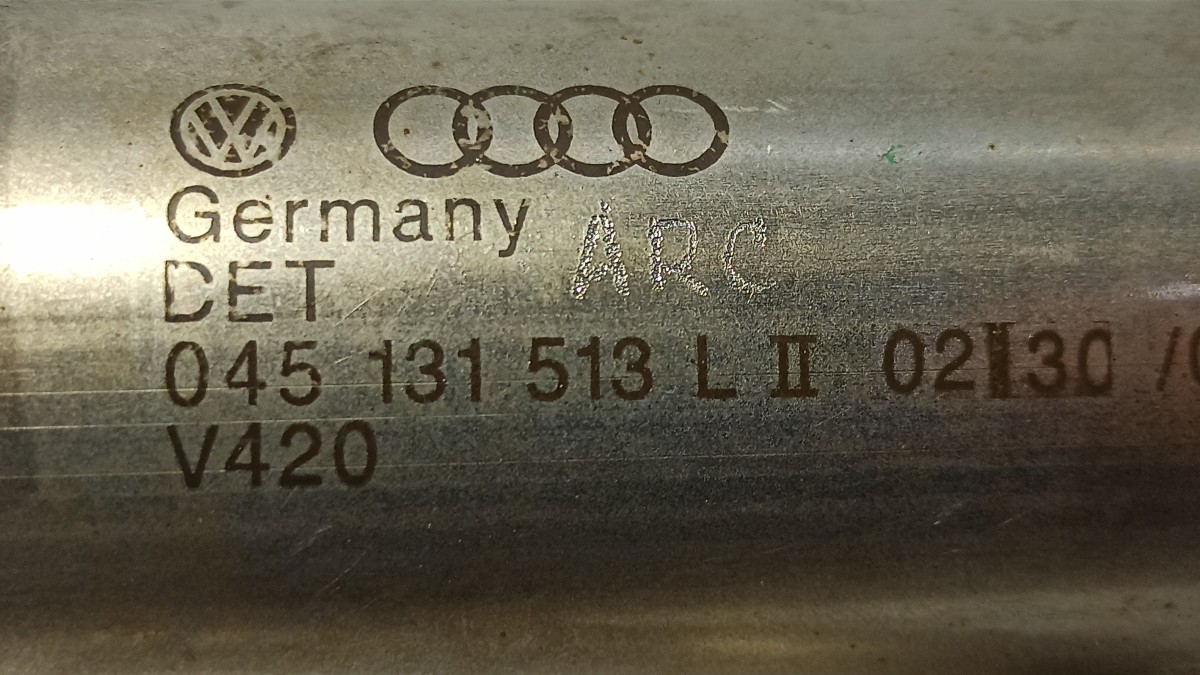 Germany
ARC
DET
045 131 513 L II 02 30 /
V420